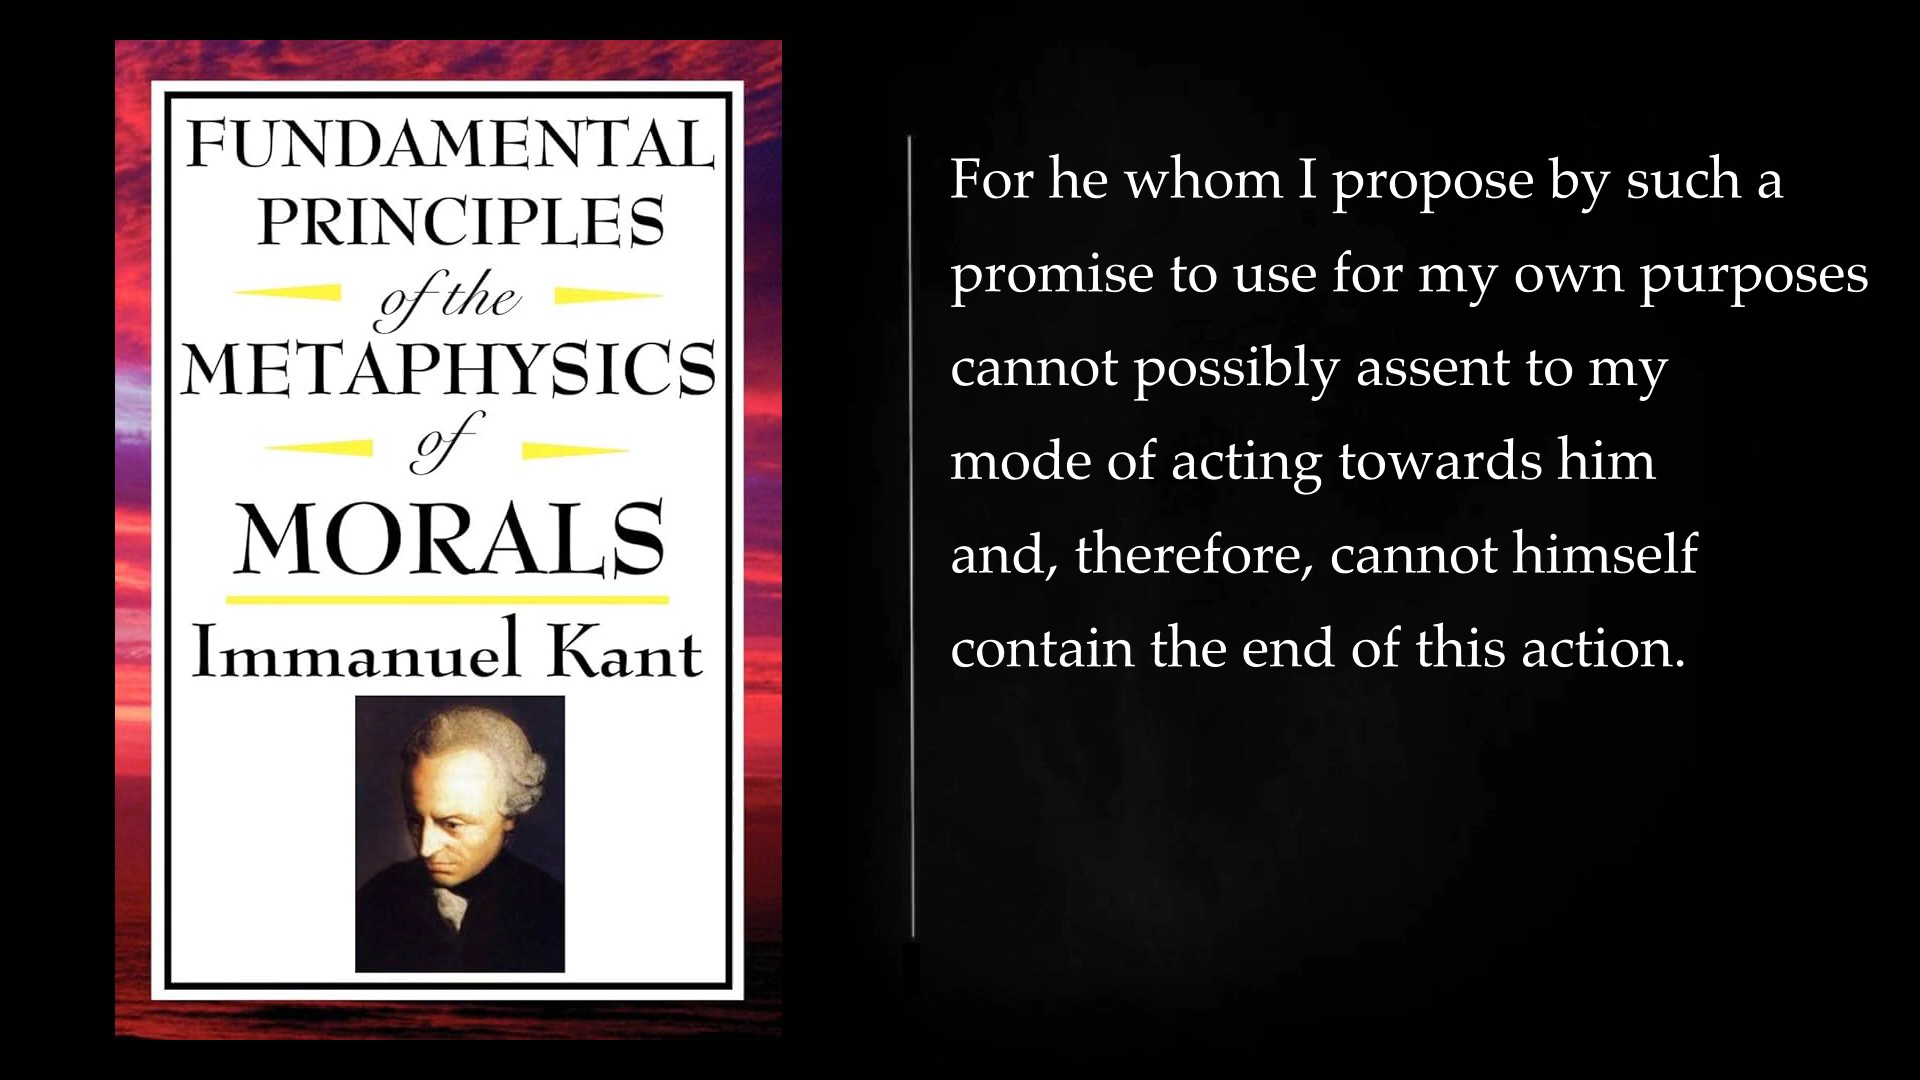 FUNDAMENTAL
PRINCIPLES
of the
METAPHYSICS
of
MORALS
Immanuel Kant
For he whom I propose by such a
promise to use for my own purposes
cannot possibly assent to my
mode of acting towards him
and, therefore, cannot himself
contain the end of this action.